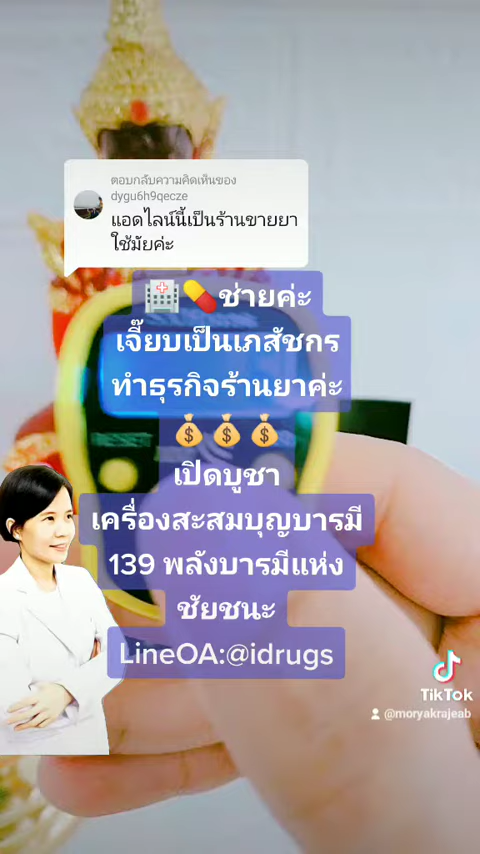 ตอบกลับความคิดเห็นของ
dygu6h9qecze
แอดไลน์นี้เป็นร้านขายยา
ใช้มัยค่ะ
🏥💊ช่ายค่ะ
เจี๊ยบเป็นเภสัชกร
ทำธุรกิจร้านยาค่ะ
💰💰💰
เปิดบูชา
เครื่องสะสมบุญบารมี
139 พลังบารมีแห่ง
ชัยชนะ
LineOA:@idrugs
RESET
TikTok
@moryakrajeab